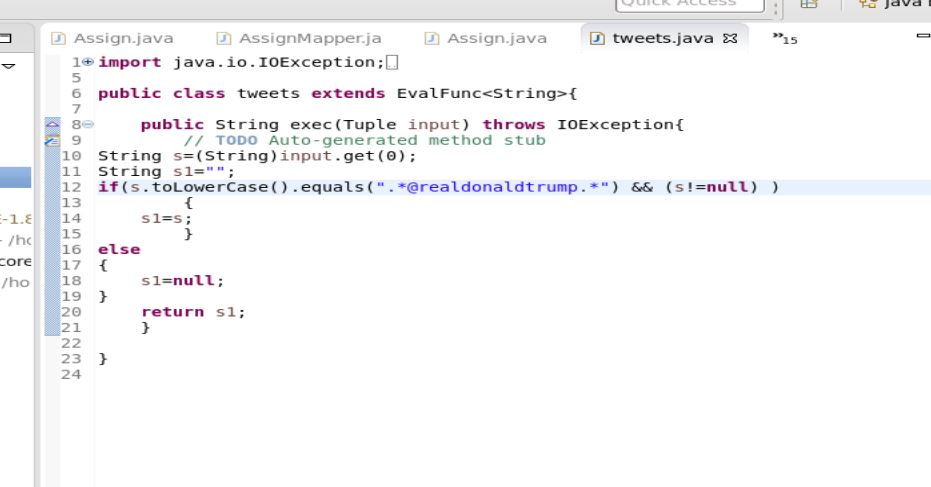 Quick Access
Assign.java
AssignMapper.ja
Assign.java
tweets.java
»15
1 import java.io.IOException;
5
6 public class tweets extends EvalFunc<String>{
7
8 public String exec(Tuple input) throws IOException{
9 // TODO Auto-generated method stub
10 String s=(String)input.get(0);
11 String s1="";
12 if(s.toLowerCase().equals(".*@realdonaldtrump.*") && (s!=null) )
13 {
14 s1=s;
15 }
16 else
17 {
18 s1=null;
19 }
20 return s1;
21 }
22
23 }
24
-1.8
/ho
core
/ho